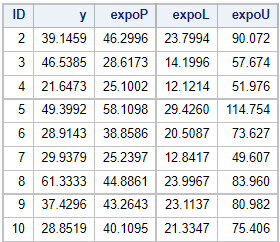 ID y expoP expoL expoU
2 39.1459 46.2996 23.7994 90.072
3 46.5385 28.6173 14.1996 57.674
4 21.6473 25.1002 12.1214 51.976
5 49.3992 58.1098 29.4260 114.754
6 28.9143 38.8586 20.5087 73.627
7 29.9379 25.2397 12.8417 49.607
8 61.3333 44.8861 23.9967 83.960
9 37.4296 43.2643 23.1137 80.982
10 28.8519 40.1095 21.3347 75.406